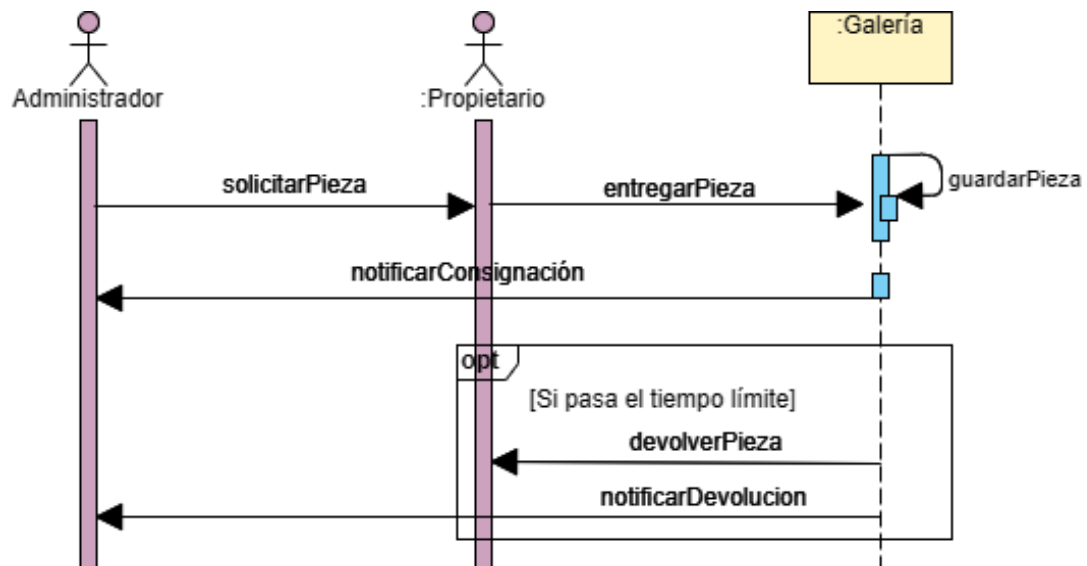 :Galería
Administrador
:Propietario
solicitarPieza
entregarPieza
guardarPieza
notificarConsignación
opt
[Si pasa el tiempo límite]
devolverPieza
notificarDevolucion